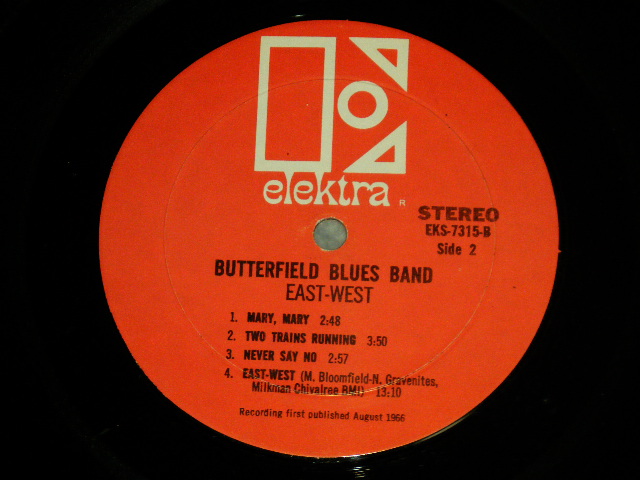 elektra
R
STEREO
EKS-7315-B
Side 2
BUTTERFIELD BLUES BAND
EAST-WEST
1. MARY, MARY 2:48
2. TWO TRAINS RUNNING 3:50
3. NEVER SAY NO 2:57
4. EAST-WEST (M. Bloomfield-N. Gravenites,
Milkman Chivalree BMI) 13:10
Recording first published August 1966